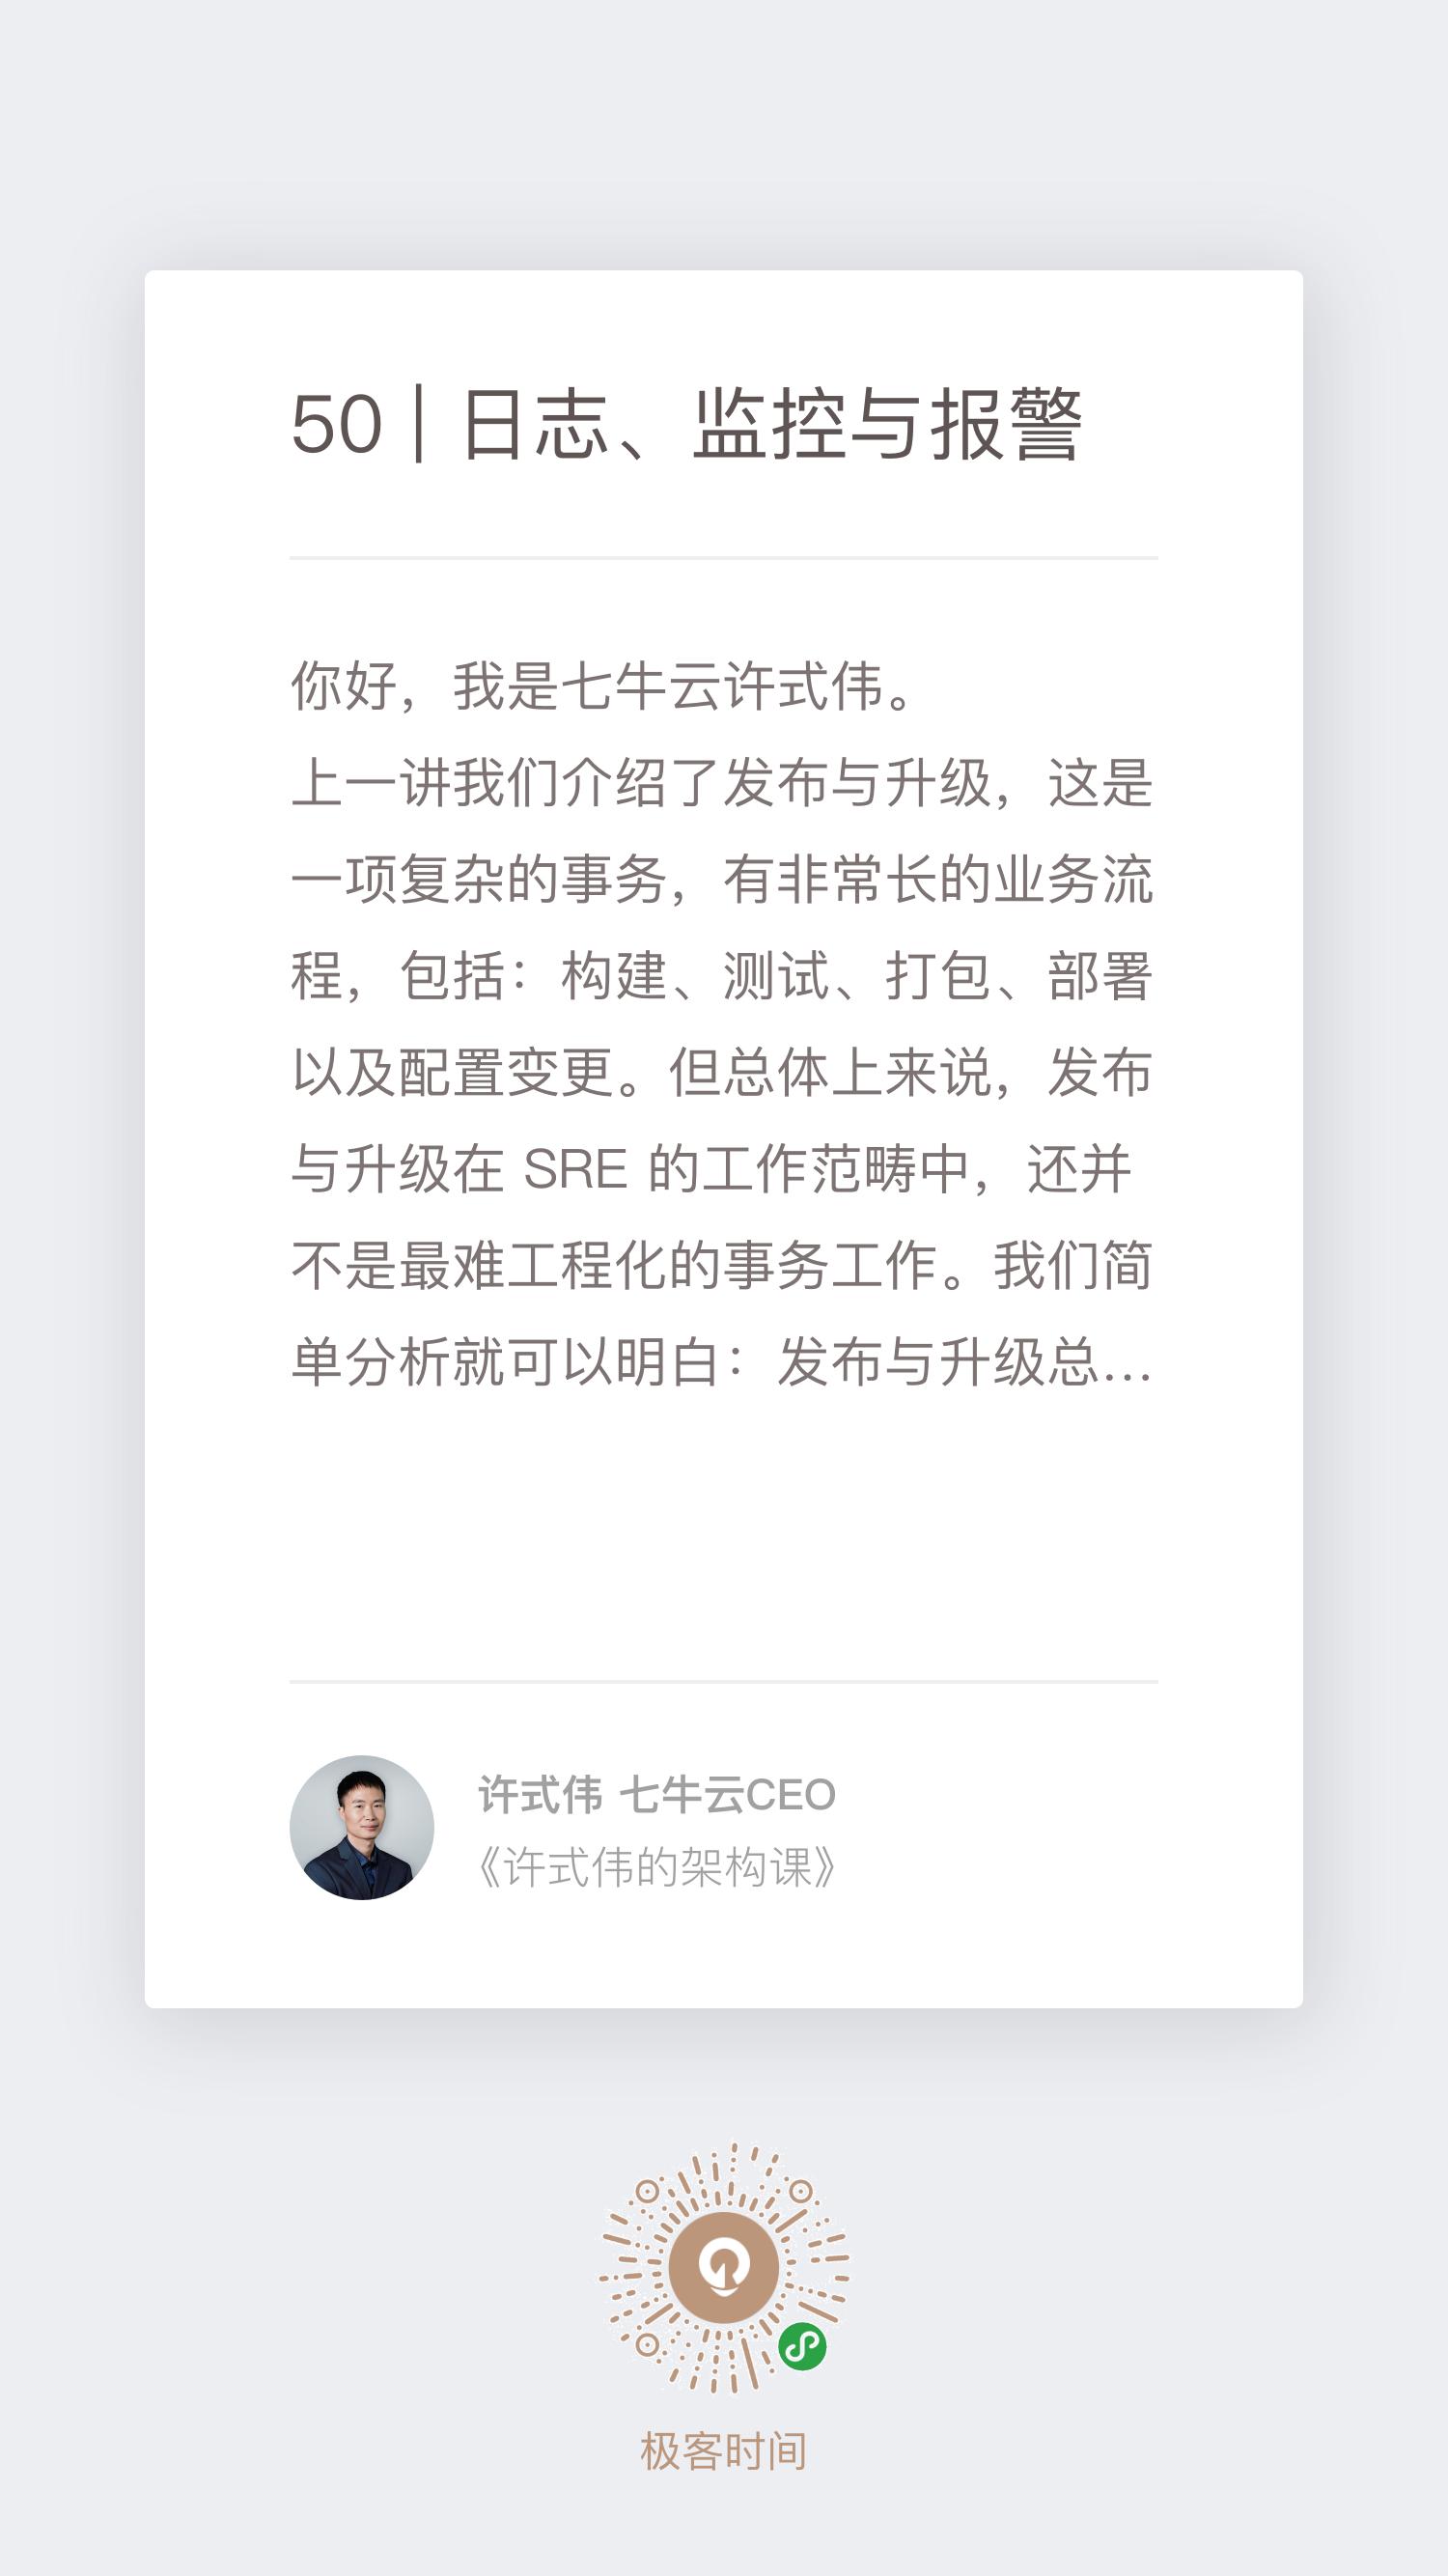 50 | 日志、监控与报警
你好，我是七牛云许式伟。
上一讲我们介绍了发布与升级，这是
一项复杂的事务，有非常长的业务流
程，包括：构建、测试、打包、部署
以及配置变更。但总体上来说，发布
与升级在 SRE 的工作范畴中，还并
不是最难工程化的事务工作。我们简
单分析就可以明白：发布与升级总...
许式伟 七牛云CEO
《许式伟的架构课》
极客时间